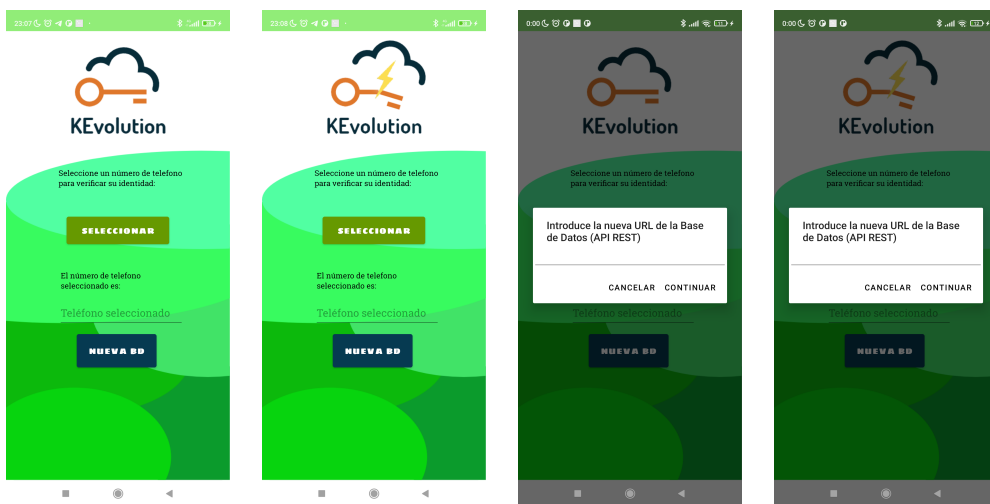 23:07
KEvolution
Seleccione un número de telefono
para verificar su identidad:
SELECCIONAR
El número de telefono
seleccionado es:
Teléfono seleccionado
NUEVA BD
23:08
KEvolution
Seleccione un número de telefono
para verificar su identidad:
SELECCIONAR
El número de telefono
seleccionado es:
Teléfono seleccionado
NUEVA BD
0:00
KEvolution
Seleccione un número de telefono
para verificar su identidad:
Introduce la nueva URL de la Base
de Datos (API REST)
CANCELAR CONTINUAR
Teléfono seleccionado
NUEVA BD
0:00
KEvolution
Seleccione un número de telefono
para verificar su identidad:
Introduce la nueva URL de la Base
de Datos (API REST)
CANCELAR CONTINUAR
Teléfono seleccionado
NUEVA BD